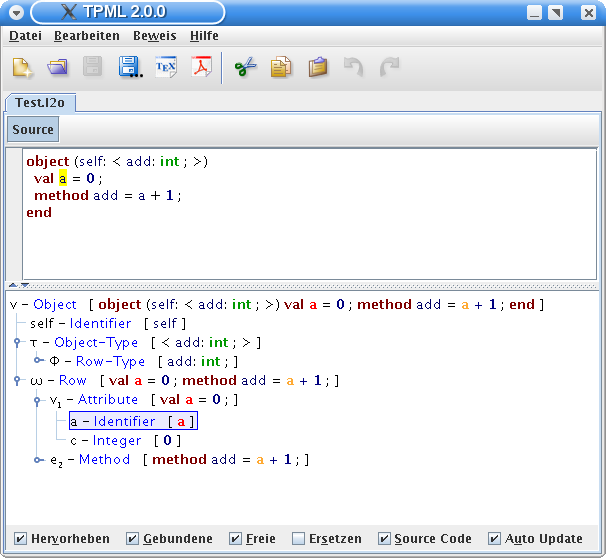 TPML 2.0.0
Datei Bearbeiten Beweis Hilfe
TEX
Test.l2o
Source
object (self: < add: int ; >)
val a = 0 ;
method add = a + 1 ;
end
v – Object [ object (self: < add: int ; >) val a = 0 ; method add = a + 1 ; end ]
self – Identifier [ self ]
τ – Object-Type [ < add: int ; > ]
Φ – Row-Type [ add: int ; ]
ω – Row [ val a = 0 ; method add = a + 1 ; ]
v₁ – Attribute [ val a = 0 ; ]
a – Identifier [ a ]
c – Integer [ 0 ]
e₂ – Method [ method add = a + 1 ; ]
Hervorheben Gebundene Freie Ersetzen Source Code Auto Update